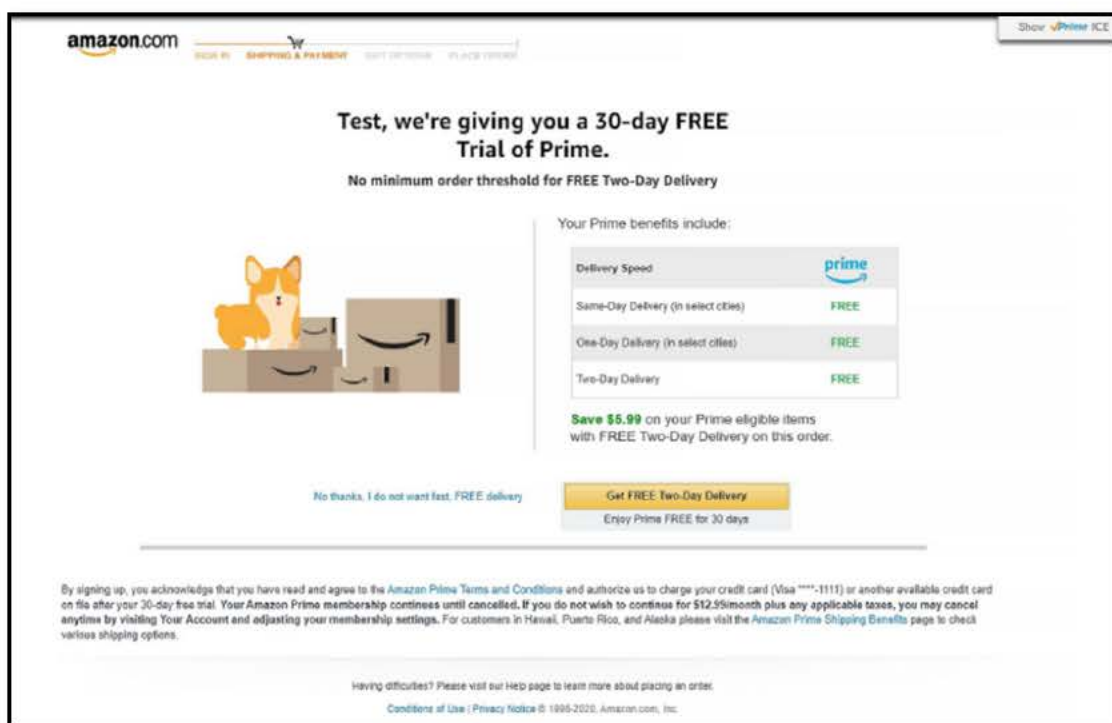 Show Prime ICE
amazon.com
SIGN IN SHIPPING & PAYMENT GIFT OPTIONS PLACE ORDER
Test, we're giving you a 30-day FREE
Trial of Prime.
No minimum order threshold for FREE Two-Day Delivery
Your Prime benefits include:
Delivery Speed prime
Same-Day Delivery (in select cities) FREE
One-Day Delivery (in select cities) FREE
Two-Day Delivery FREE
Save $5.99 on your Prime eligible items
with FREE Two-Day Delivery on this order.
No thanks, I do not want fast, FREE delivery
Get FREE Two-Day Delivery
Enjoy Prime FREE for 30 days
By signing up, you acknowledge that you have read and agree to the Amazon Prime Terms and Conditions and authorize us to charge your credit card (Visa ****-1111) or another available credit card
on file after your 30-day free trial. Your Amazon Prime membership continues until cancelled. If you do not wish to continue for $12.99/month plus any applicable taxes, you may cancel
anytime by visiting Your Account and adjusting your membership settings. For customers in Hawaii, Puerto Rico, and Alaska please visit the Amazon Prime Shipping Benefits page to check
various shipping options.
Having difficulties? Please visit our Help page to learn more about placing an order.
Conditions of Use | Privacy Notice © 1996-2020, Amazon.com, Inc.